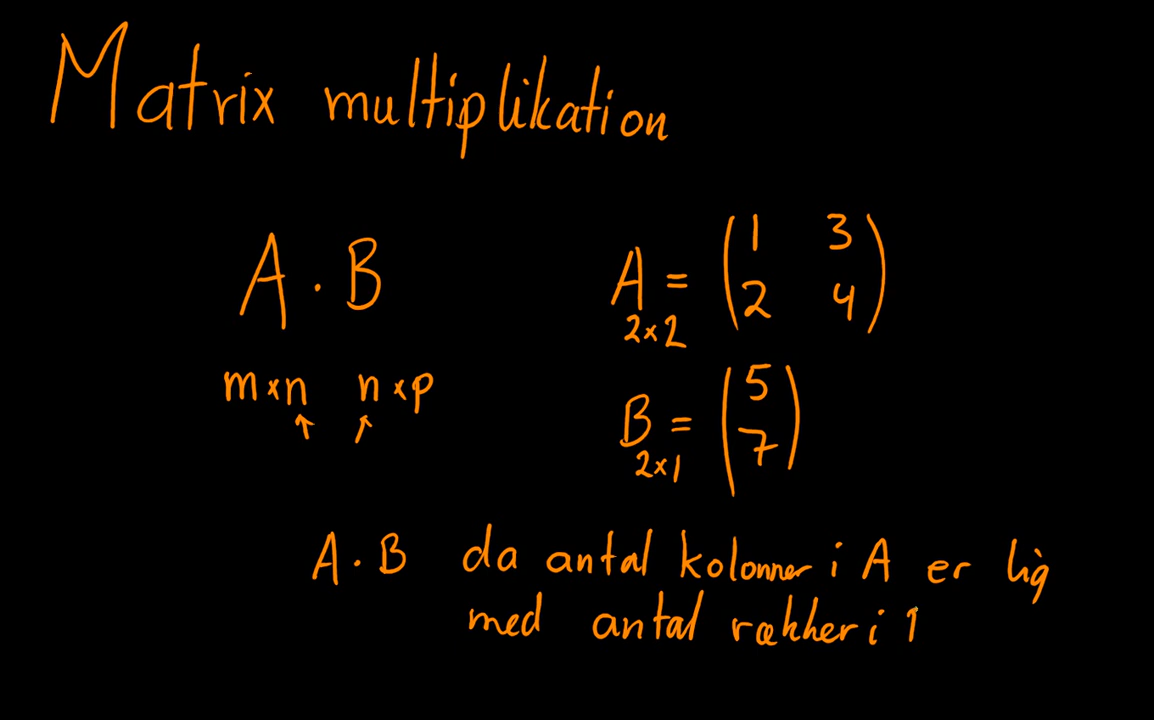 Matrix multiplikation
A · B
m×n n×p
↑ ↑
A = (1 3
2 4)
2×2
B = (5
7)
2×1
A · B da antal kolonner i A er lig
med antal rækker i